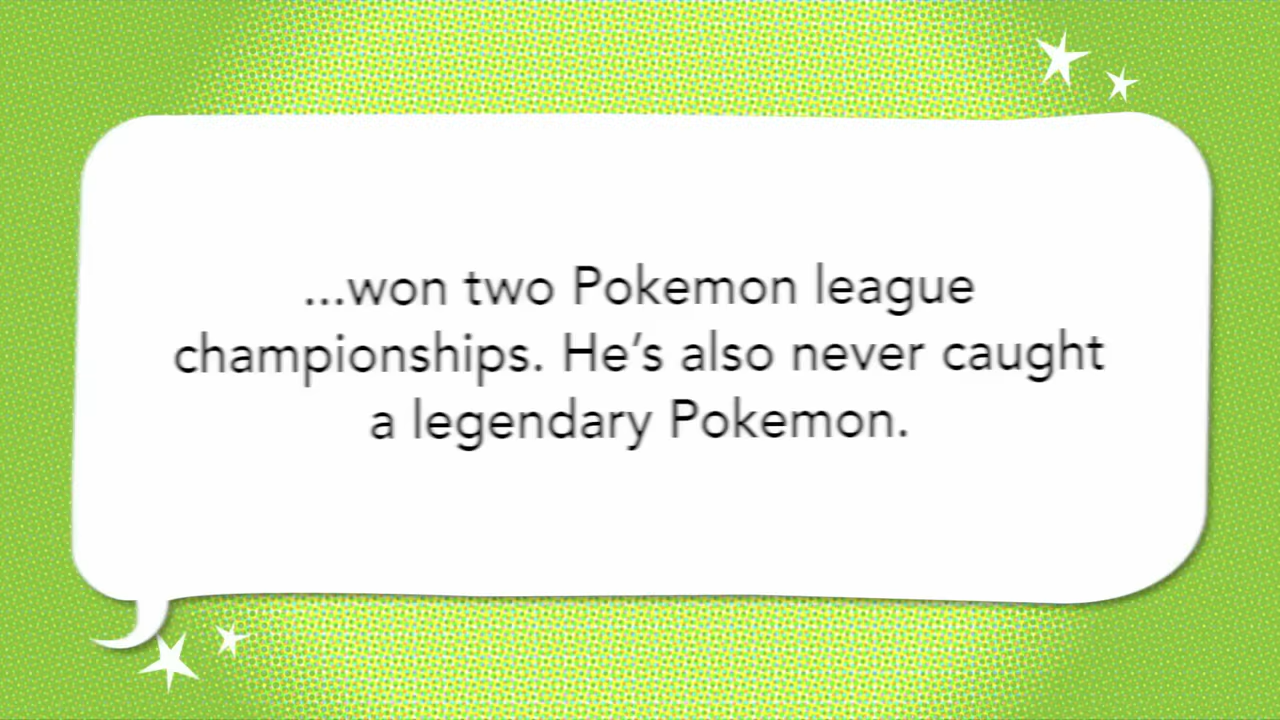 ...won two Pokemon league
championships. He’s also never caught
a legendary Pokemon.